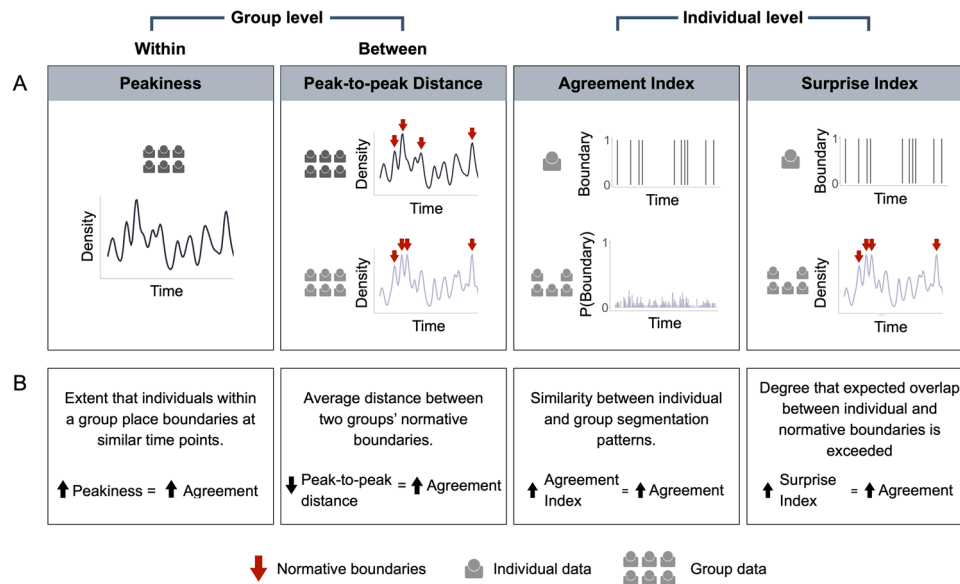 Group level
Individual level
Within
Between
A
Peakiness
Peak-to-peak Distance
Agreement Index
Surprise Index
Density
Time
Density
Time
Density
Time
Boundary
1
0
Time
P(Boundary)
1
0
Time
Boundary
1
0
Time
Density
Time
B
Extent that individuals within
a group place boundaries at
similar time points.
Peakiness = Agreement
Average distance between
two groups' normative
boundaries.
Peak-to-peak
distance = Agreement
Similarity between individual
and group segmentation
patterns.
Agreement
Index = Agreement
Degree that expected overlap
between individual and
normative boundaries is
exceeded
Surprise
Index = Agreement
Normative boundaries
Individual data
Group data